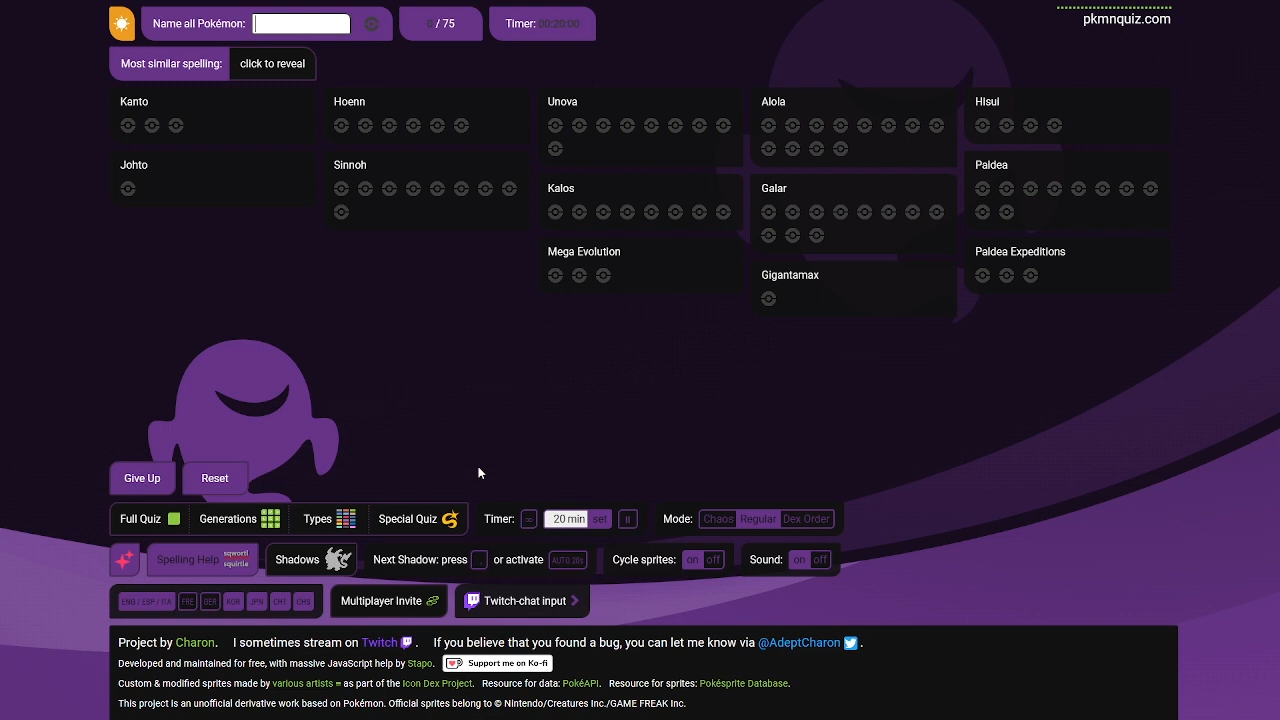 Name all Pokémon:
0 / 75
Timer: 00:20:00
pkmnquiz.com
Most similar spelling:
click to reveal
Kanto
Hoenn
Unova
Alola
Hisui
Johto
Sinnoh
Kalos
Galar
Paldea
Mega Evolution
Gigantamax
Paldea Expeditions
Give Up
Reset
Full Quiz
Generations
Types
Special Quiz
Timer:
∞
20 min
set
Mode:
Chaos
Regular
Dex Order
Spelling Help
sqwortl
squirtle
Shadows
Next Shadow: press
.
or activate
AUTO 20s
Cycle sprites:
on
off
Sound:
on
off
ENG / ESP / ITA
FRE
GER
KOR
JPN
CHT
CHS
Multiplayer Invite
Twitch-chat input
Project by Charon. I sometimes stream on Twitch. If you believe that you found a bug, you can let me know via @AdeptCharon.
Developed and maintained for free, with massive JavaScript help by Stapo. Support me on Ko-fi
Custom & modified sprites made by various artists = as part of the Icon Dex Project. Resource for data: PokéAPI. Resource for sprites: Pokésprite Database.
This project is an unofficial derivative work based on Pokémon. Official sprites belong to © Nintendo/Creatures Inc./GAME FREAK Inc.